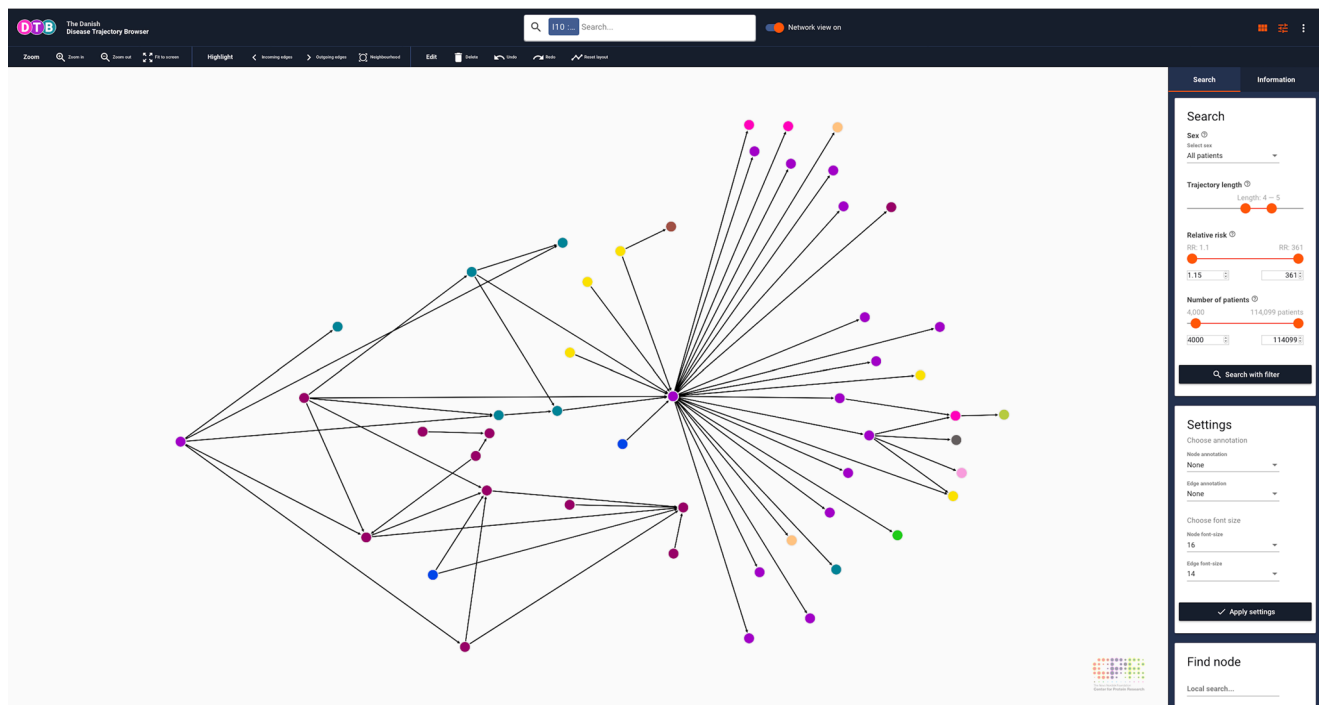 DTB
The Danish
Disease Trajectory Browser
I10 :... Search...
Network view on
Zoom Zoom in Zoom out Fit to screen Highlight Incoming edges Outgoing edges Neighbourhood Edit Delete Undo Redo Reset layout
Search Information
Search
Sex
Select sex
All patients
Trajectory length
Length: 4 — 5
Relative risk
RR: 1.1 RR: 361
1.15 361
Number of patients
4,000 114,099 patients
4000 114099
Search with filter
Settings
Choose annotation
Node annotation
None
Edge annotation
None
Choose font size
Node font-size
16
Edge font-size
14
Apply settings
Find node
Local search...
Center for Protein Research